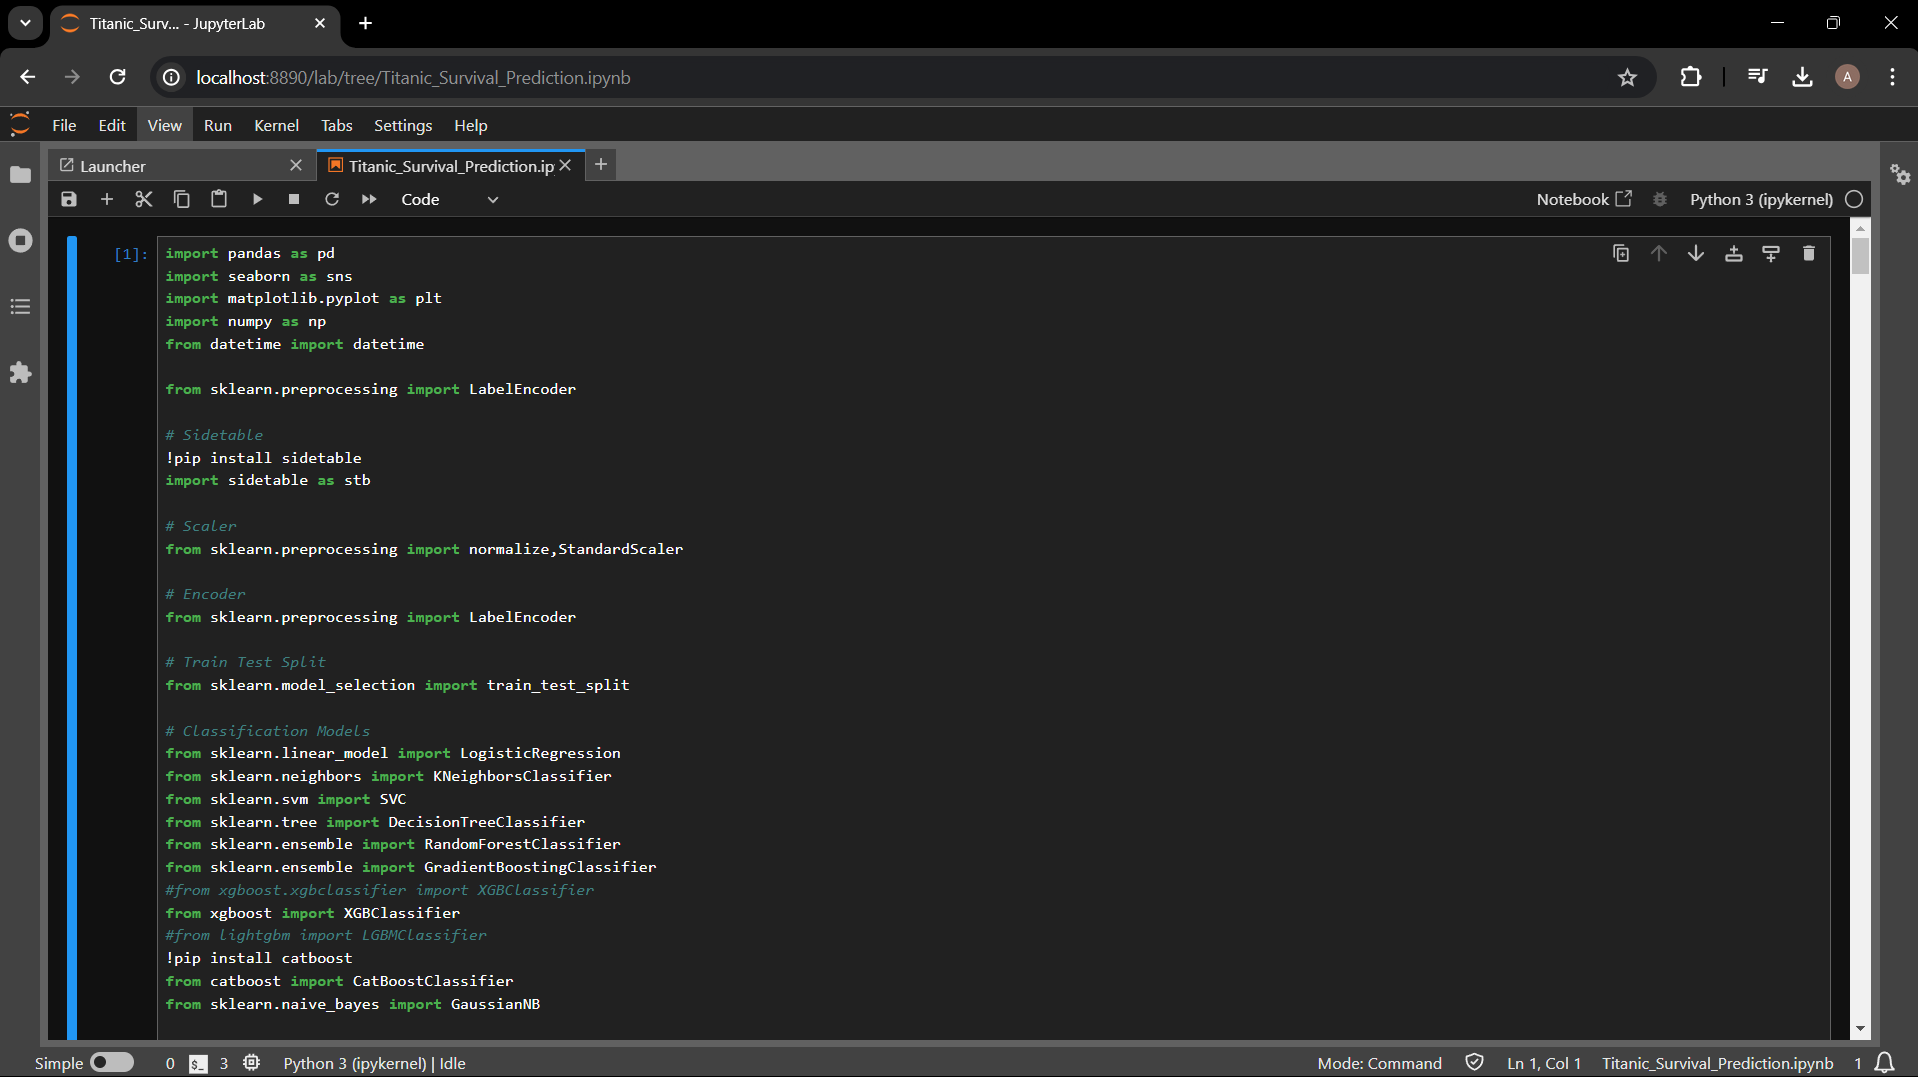 Titanic_Surv... - JupyterLab
localhost:8890/lab/tree/Titanic_Survival_Prediction.ipynb
A
File Edit View Run Kernel Tabs Settings Help
Launcher
Titanic_Survival_Prediction.ip
Code
Notebook
Python 3 (ipykernel)
[1]:
import pandas as pd
import seaborn as sns
import matplotlib.pyplot as plt
import numpy as np
from datetime import datetime
from sklearn.preprocessing import LabelEncoder
# Sidetable
!pip install sidetable
import sidetable as stb
# Scaler
from sklearn.preprocessing import normalize,StandardScaler
# Encoder
from sklearn.preprocessing import LabelEncoder
# Train Test Split
from sklearn.model_selection import train_test_split
# Classification Models
from sklearn.linear_model import LogisticRegression
from sklearn.neighbors import KNeighborsClassifier
from sklearn.svm import SVC
from sklearn.tree import DecisionTreeClassifier
from sklearn.ensemble import RandomForestClassifier
from sklearn.ensemble import GradientBoostingClassifier
#from xgboost.xgbclassifier import XGBClassifier
from xgboost import XGBClassifier
#from lightgbm import LGBMClassifier
!pip install catboost
from catboost import CatBoostClassifier
from sklearn.naive_bayes import GaussianNB
Simple 0 $_ 3 Python 3 (ipykernel) | Idle
Mode: Command Ln 1, Col 1 Titanic_Survival_Prediction.ipynb 1